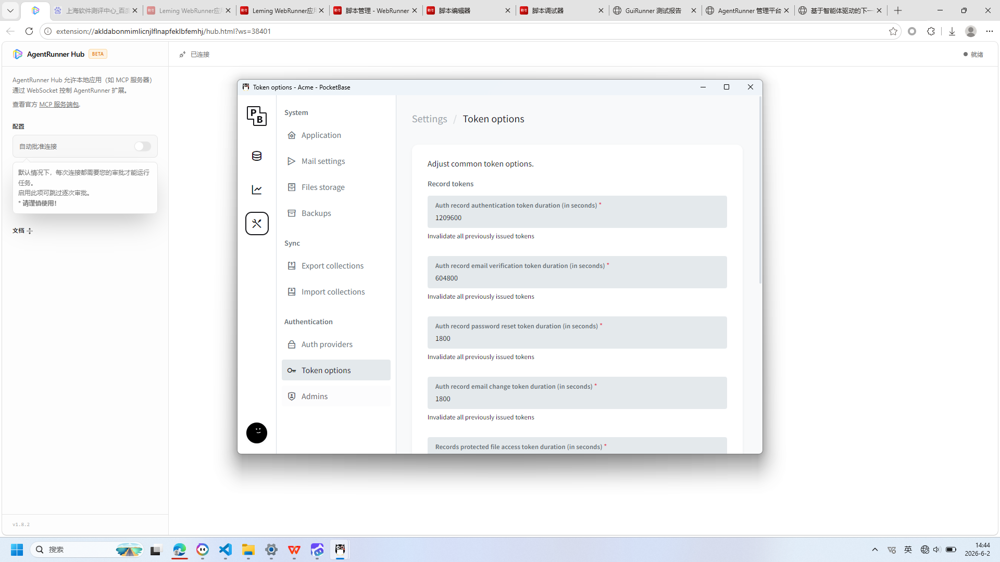 上海软件测评中心_百度
Leming WebRunner应用
Leming WebRunner应用
脚本管理 - WebRunner
脚本编辑器
脚本调试器
GuiRunner 测试报告
AgentRunner 管理平台
基于智能体驱动的下一
extension://akldabonmimlicnjlflnapfeklbfemhj/hub.html?ws=38401
AgentRunner Hub BETA
已连接
就绪
AgentRunner Hub 允许本地应用（如 MCP 服务器）
通过 WebSocket 控制 AgentRunner 扩展。
查看官方 MCP 服务端包。
配置
自动批准连接
默认情况下，每次连接都需要您的审批才能运行
任务。
启用此项可跳过逐次审批。
* 请谨慎使用！
文档
v1.8.2
Token options - Acme - PocketBase
P
B
System
Application
Mail settings
Files storage
Backups
Sync
Export collections
Import collections
Authentication
Auth providers
Token options
Admins
Settings / Token options
Adjust common token options.
Record tokens
Auth record authentication token duration (in seconds) *
1209600
Invalidate all previously issued tokens
Auth record email verification token duration (in seconds) *
604800
Invalidate all previously issued tokens
Auth record password reset token duration (in seconds) *
1800
Invalidate all previously issued tokens
Auth record email change token duration (in seconds) *
1800
Invalidate all previously issued tokens
Records protected file access token duration (in seconds) *
搜索
英
14:44
2026-6-2